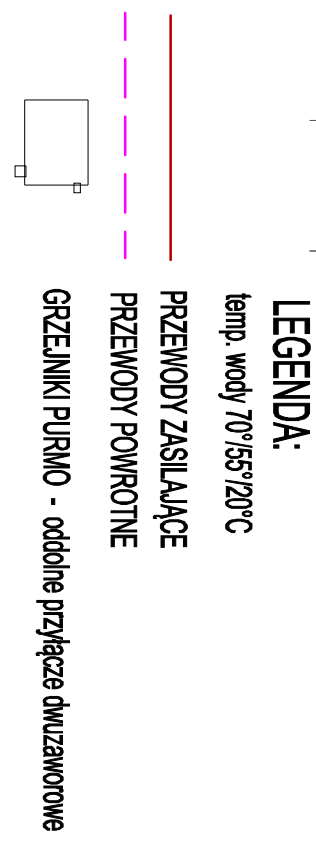 LEGENDA:
temp. wody 70°/55°/20°C
PRZEWODY ZASILAJĄCE
PRZEWODY POWROTNE
GRZEJNIKI PURMO - oddolne przyłącze dwuzaworowe